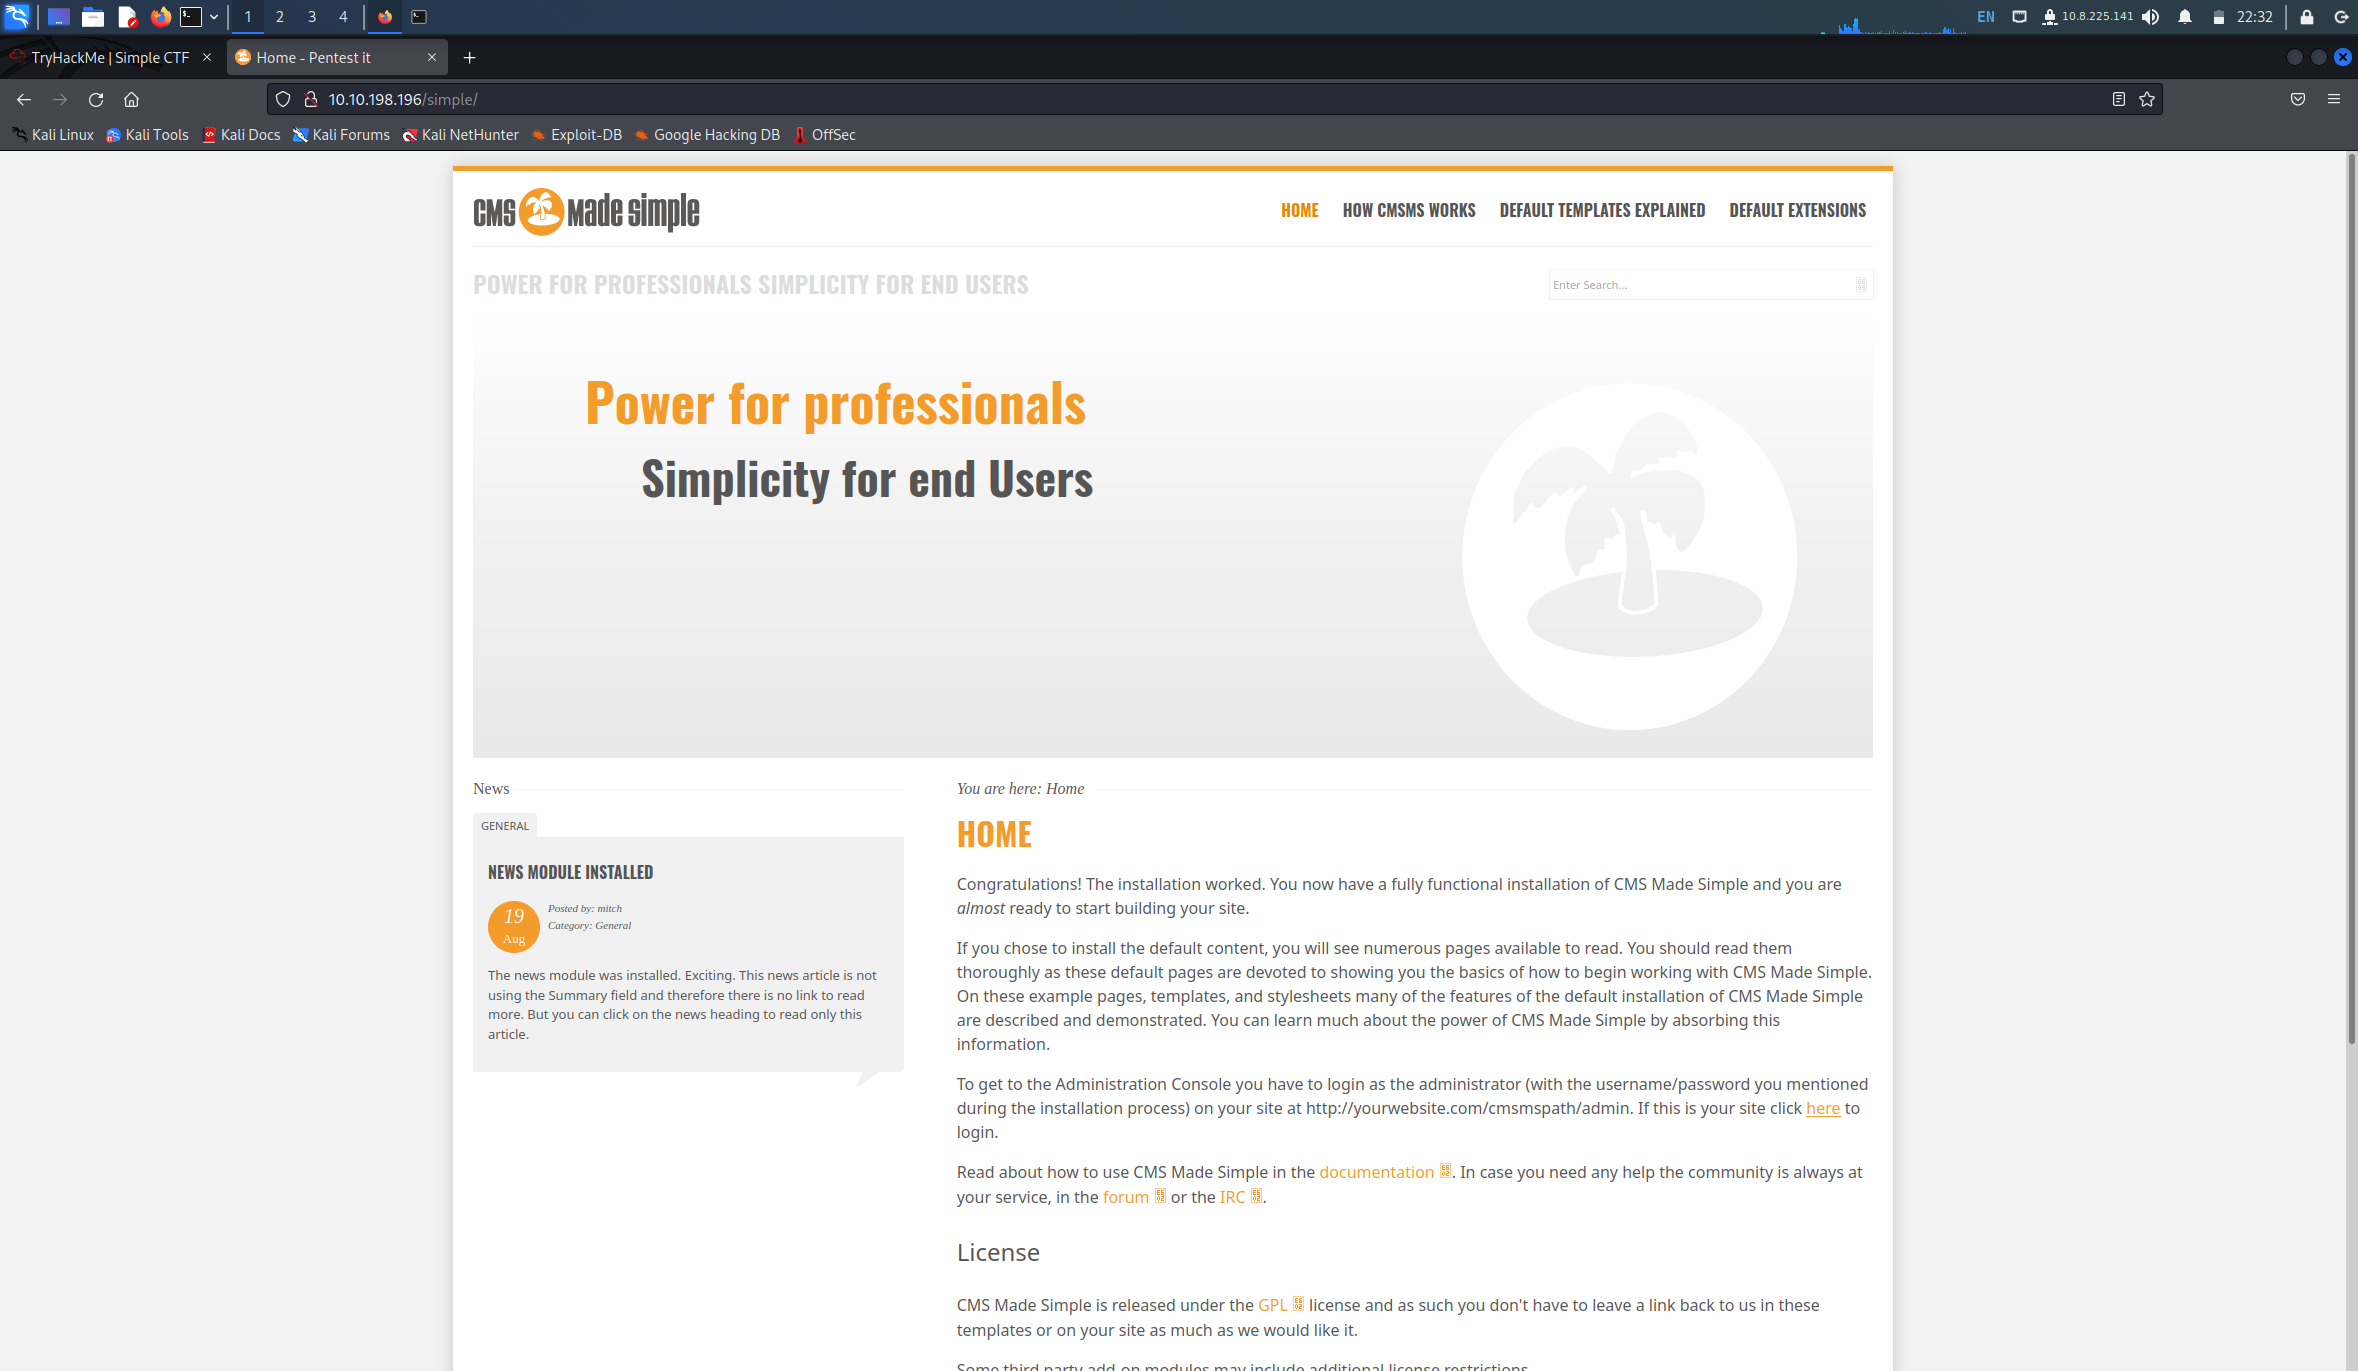 1 2 3 4
EN 10.8.225.141 22:32
TryHackMe | Simple CTF
Home - Pentest it
10.10.198.196/simple/
Kali Linux Kali Tools Kali Docs Kali Forums Kali NetHunter Exploit-DB Google Hacking DB OffSec
CMS made simple
HOME HOW CMSMS WORKS DEFAULT TEMPLATES EXPLAINED DEFAULT EXTENSIONS
POWER FOR PROFESSIONALS SIMPLICITY FOR END USERS
Enter Search...
Power for professionals
Simplicity for end Users
News
GENERAL
NEWS MODULE INSTALLED
19
Aug
Posted by: mitch
Category: General
The news module was installed. Exciting. This news article is not
using the Summary field and therefore there is no link to read
more. But you can click on the news heading to read only this
article.
You are here: Home
HOME
Congratulations! The installation worked. You now have a fully functional installation of CMS Made Simple and you are
almost ready to start building your site.
If you chose to install the default content, you will see numerous pages available to read. You should read them
thoroughly as these default pages are devoted to showing you the basics of how to begin working with CMS Made Simple.
On these example pages, templates, and stylesheets many of the features of the default installation of CMS Made Simple
are described and demonstrated. You can learn much about the power of CMS Made Simple by absorbing this
information.
To get to the Administration Console you have to login as the administrator (with the username/password you mentioned
during the installation process) on your site at http://yourwebsite.com/cmsmspath/admin. If this is your site click here to
login.
Read about how to use CMS Made Simple in the documentation . In case you need any help the community is always at
your service, in the forum or the IRC .
License
CMS Made Simple is released under the GPL license and as such you don't have to leave a link back to us in these
templates or on your site as much as we would like it.
Some third party add-on modules may include additional license restrictions.